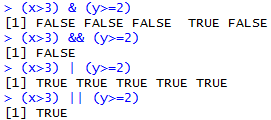 > (x>3) & (y>=2)
[1] FALSE FALSE FALSE  TRUE FALSE
> (x>3) && (y>=2)
[1] FALSE
> (x>3) | (y>=2)
[1] TRUE TRUE TRUE TRUE TRUE
> (x>3) || (y>=2)
[1] TRUE